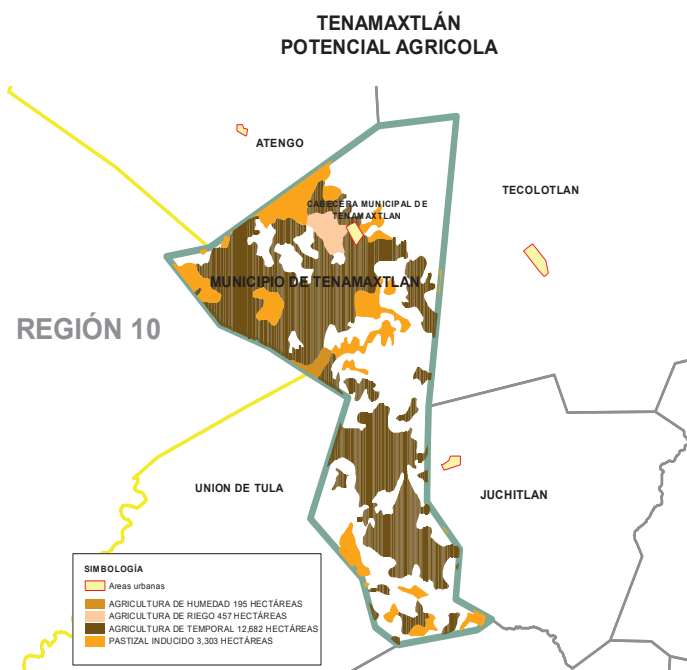 TENAMAXTLÁN
POTENCIAL AGRICOLA
ATENGO
TECOLOTLAN
CABECERA MUNICIPAL DE
TENAMAXTLAN
MUNICIPIO DE TENAMAXTLAN
REGIÓN 10
UNION DE TULA
JUCHITLAN
SIMBOLOGÍA
Areas urbanas
AGRICULTURA DE HUMEDAD 195 HECTÁREAS
AGRICULTURA DE RIEGO 457 HECTÁREAS
AGRICULTURA DE TEMPORAL 12,682 HECTÁREAS
PASTIZAL INDUCIDO 3,303 HECTÁREAS